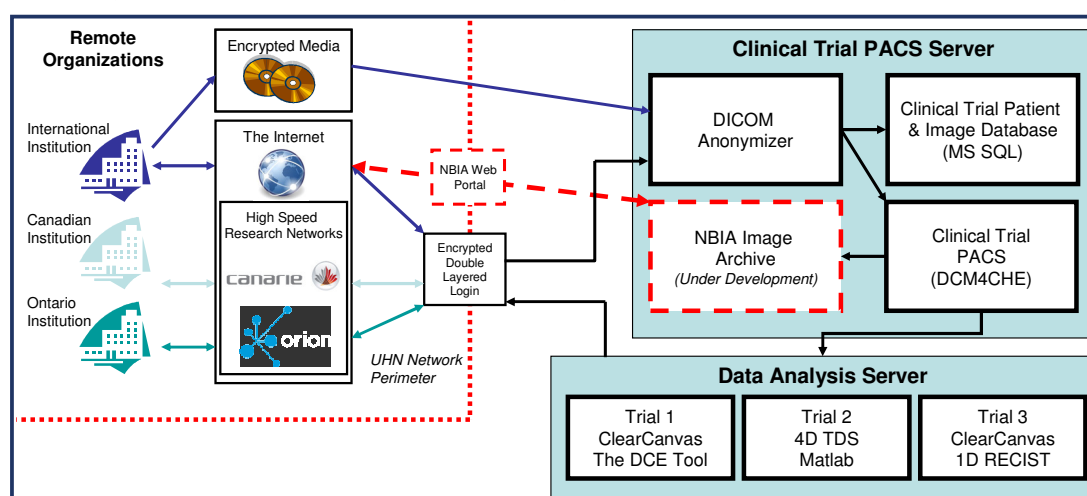 Remote
Organizations
International
Institution
Canadian
Institution
Ontario
Institution
Encrypted Media
The Internet
High Speed
Research Networks
canarie
orion
NBIA Web
Portal
Encrypted
Double
Layered
Login
UHN Network
Perimeter
Clinical Trial PACS Server
DICOM
Anonymizer
Clinical Trial Patient
& Image Database
(MS SQL)
NBIA Image
Archive
(Under Development)
Clinical Trial
PACS
(DCM4CHE)
Data Analysis Server
Trial 1
ClearCanvas
The DCE Tool
Trial 2
4D TDS
Matlab
Trial 3
ClearCanvas
1D RECIST